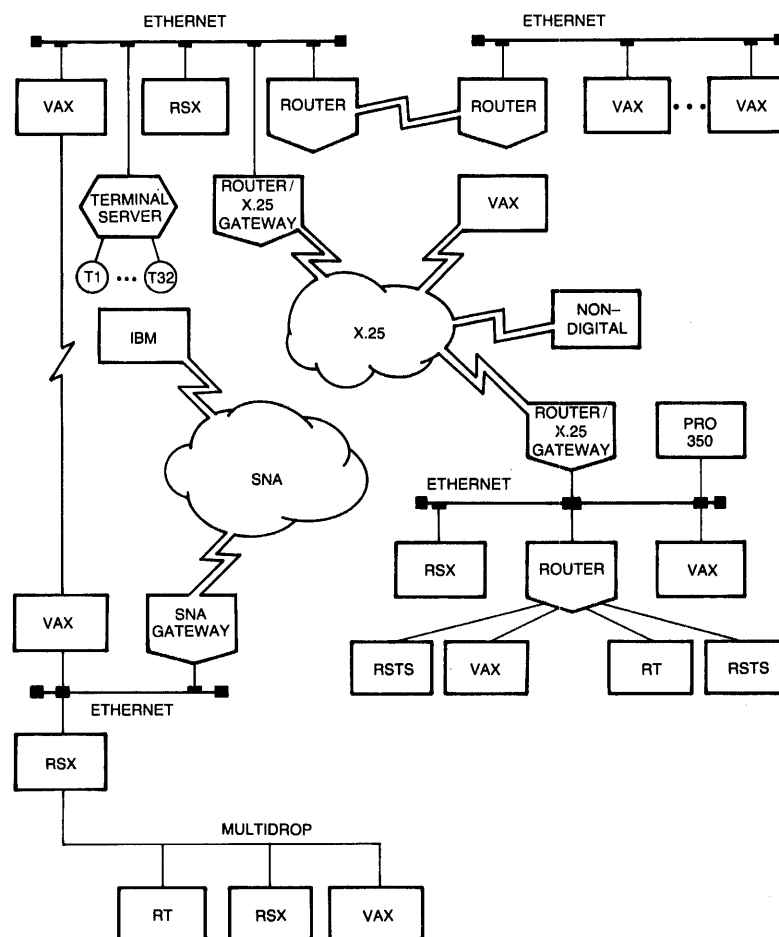 ETHERNET
ETHERNET
VAX
RSX
ROUTER
ROUTER
VAX
VAX
TERMINAL
SERVER
ROUTER /
X.25
GATEWAY
VAX
T1
...
T32
X.25
NON–
DIGITAL
IBM
ROUTER /
X.25
GATEWAY
PRO
350
SNA
ETHERNET
RSX
ROUTER
VAX
VAX
SNA
GATEWAY
RSTS
VAX
RT
RSTS
ETHERNET
RSX
MULTIDROP
RT
RSX
VAX